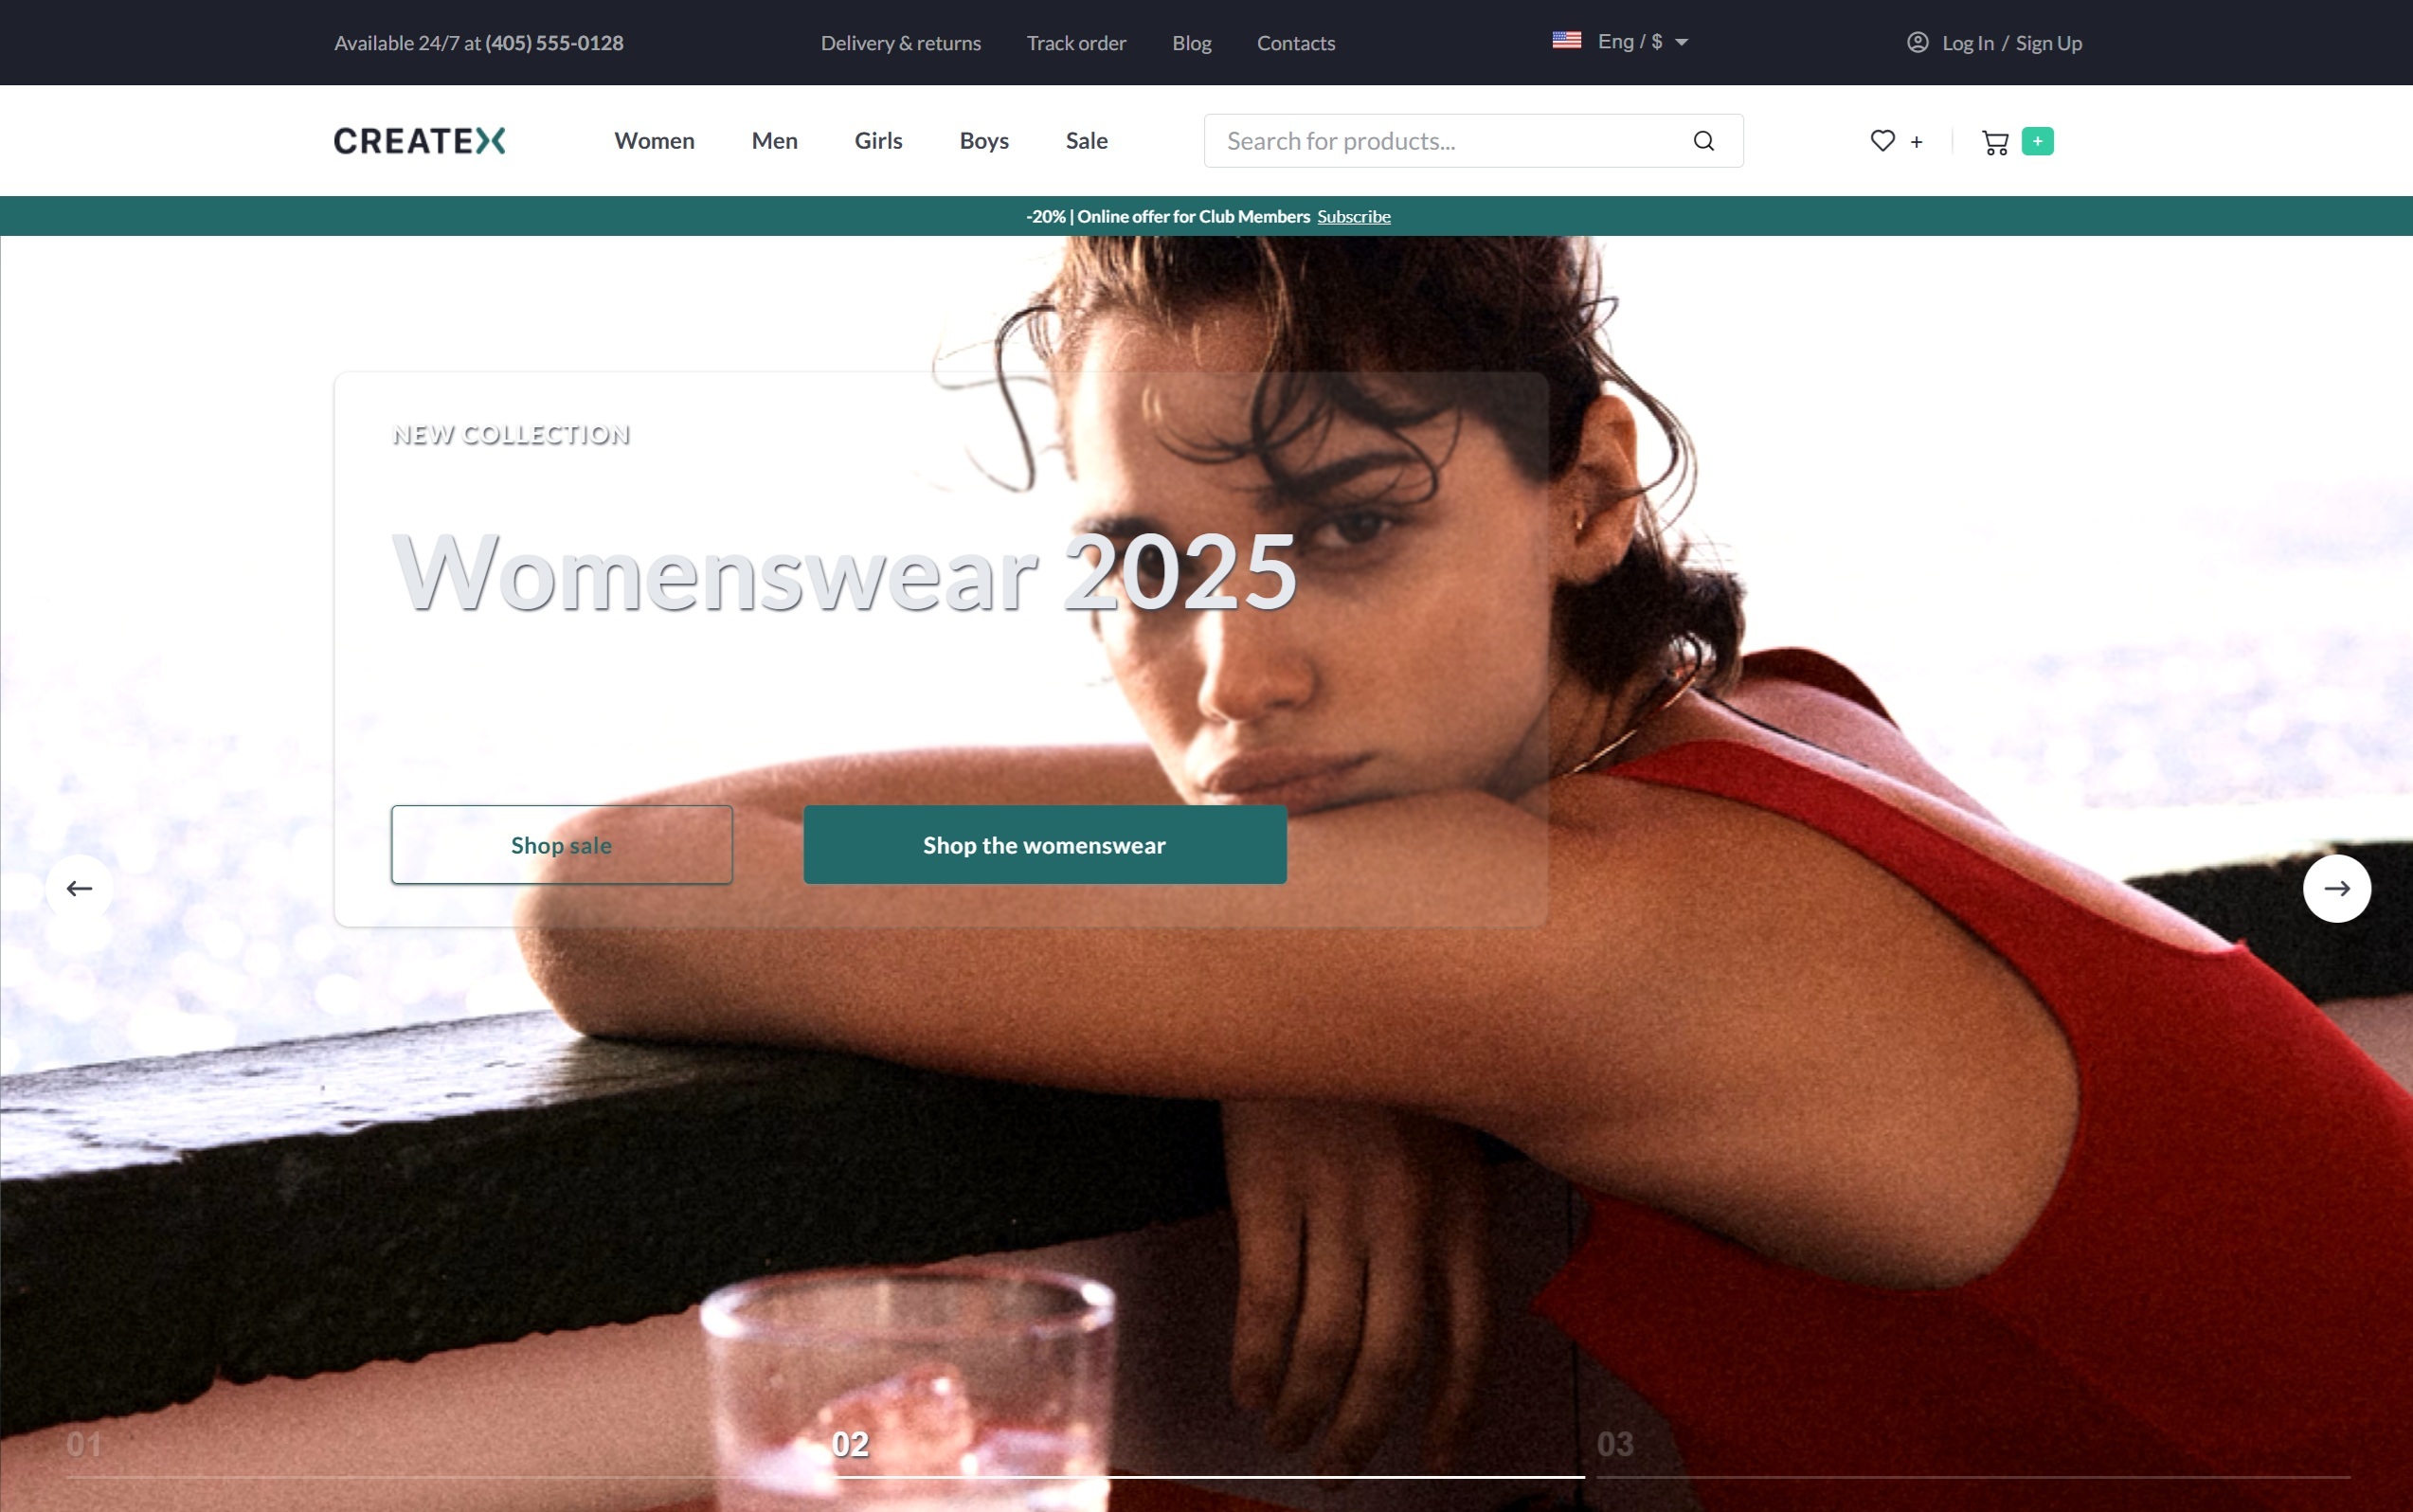 Available 24/7 at (405) 555-0128 Delivery & returns Track order Blog Contacts Eng / $ Log In / Sign Up
CREATEX Women Men Girls Boys Sale Search for products... + +
-20% | Online offer for Club Members Subscribe
NEW COLLECTION
Womenswear 2025
Shop sale Shop the womenswear
01 02 03